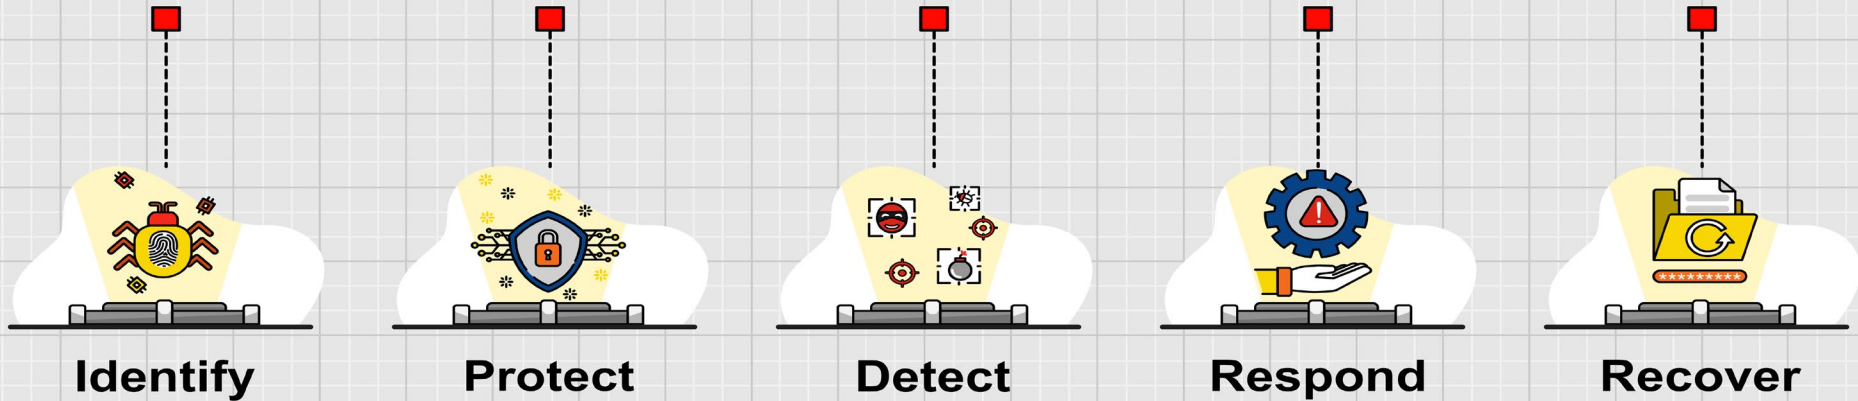 Identify
Protect
Detect
Respond
Recover
*********